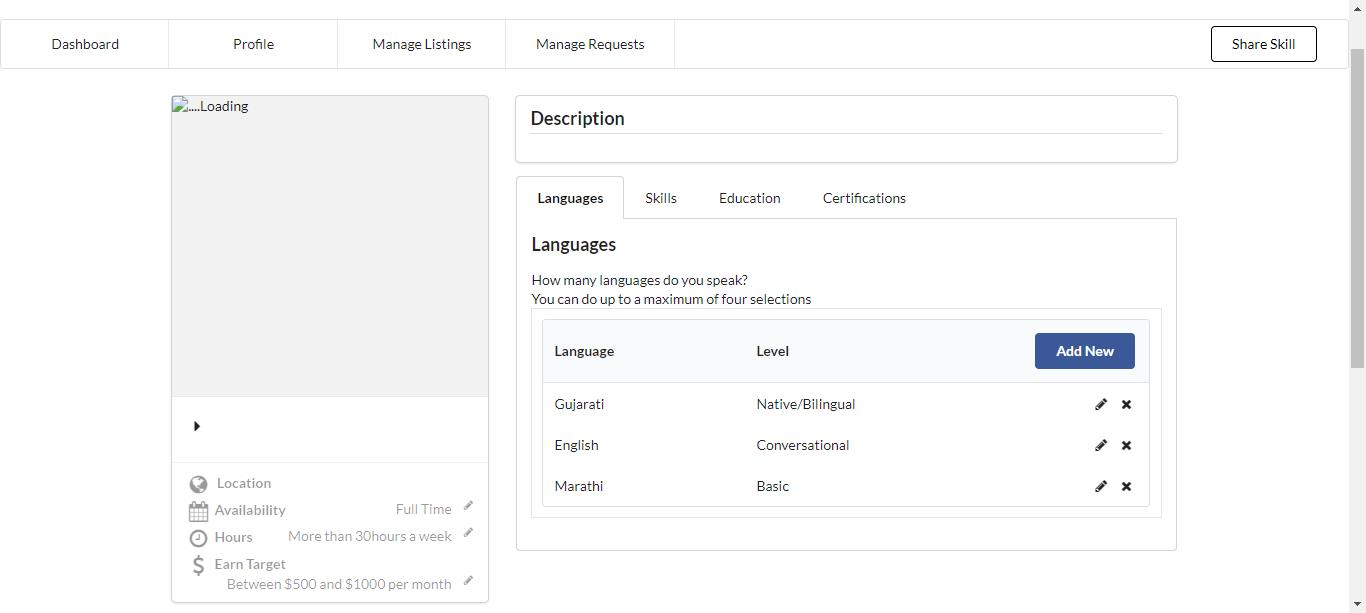 Dashboard Profile Manage Listings Manage Requests Share Skill
....Loading
Location
Availability Full Time
Hours More than 30hours a week
Earn Target
Between $500 and $1000 per month
Description
Languages Skills Education Certifications
Languages
How many languages do you speak?
You can do up to a maximum of four selections
Language Level Add New
Gujarati Native/Bilingual
English Conversational
Marathi Basic